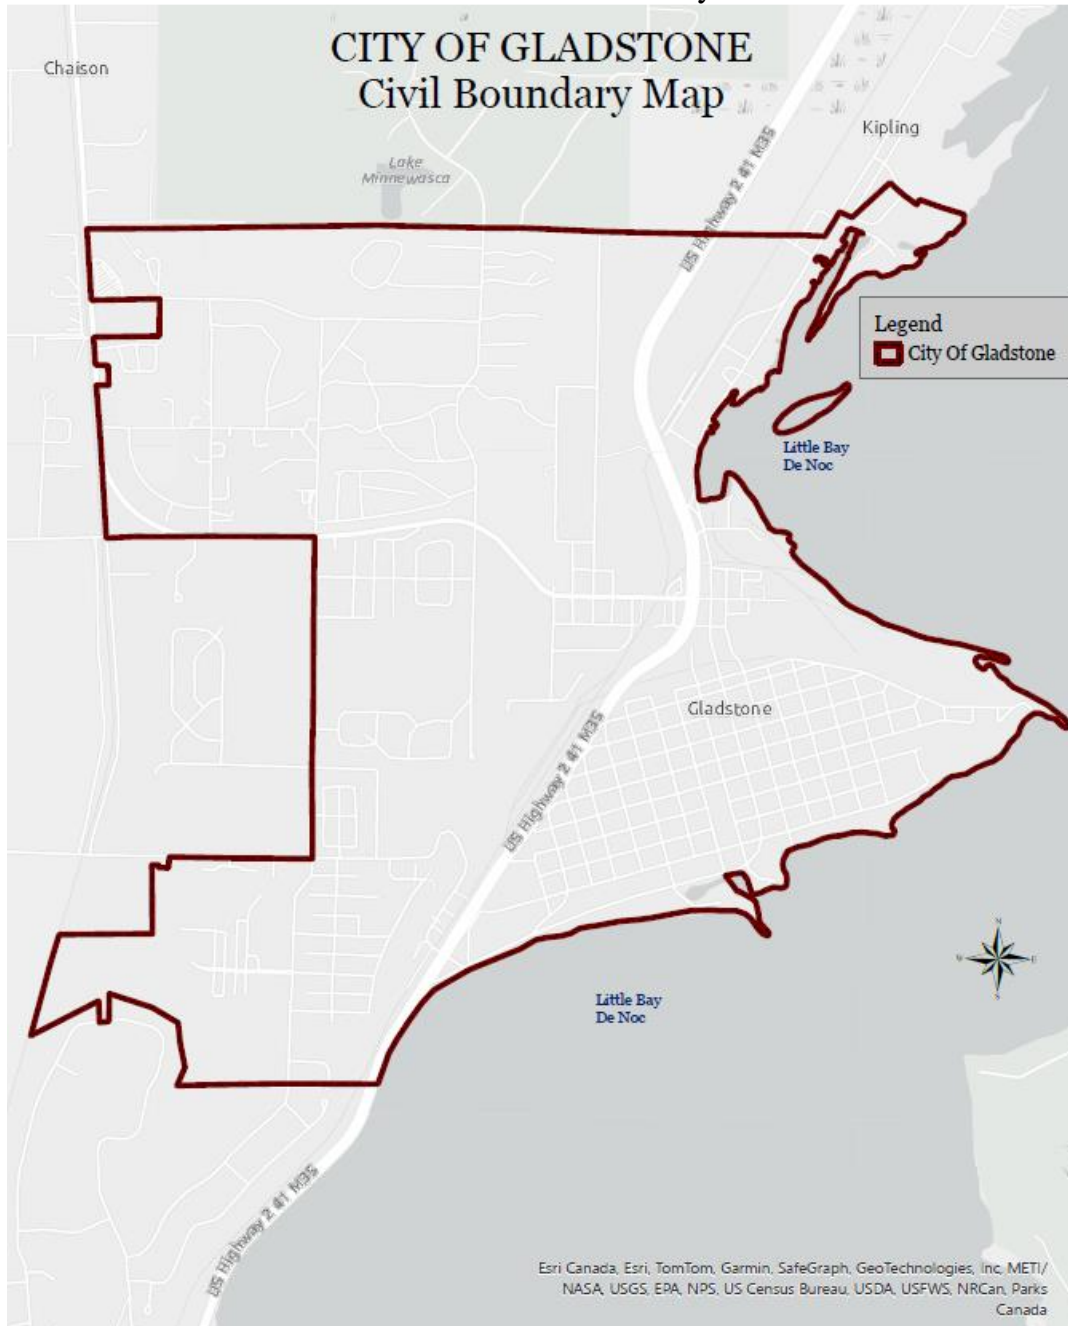 CITY OF GLADSTONE
Civil Boundary Map
Chaison
Kipling
Lake
Minnewasca
US Highway 2 41 M35
Legend
City Of Gladstone
Little Bay
De Noc
Gladstone
US Highway 2 41 M35
N
W
E
S
Little Bay
De Noc
US Highway 2 41 M35
Esri Canada, Esri, TomTom, Garmin, SafeGraph, GeoTechnologies, Inc, METI/
NASA, USGS, EPA, NPS, US Census Bureau, USDA, USFWS, NRCan, Parks
Canada